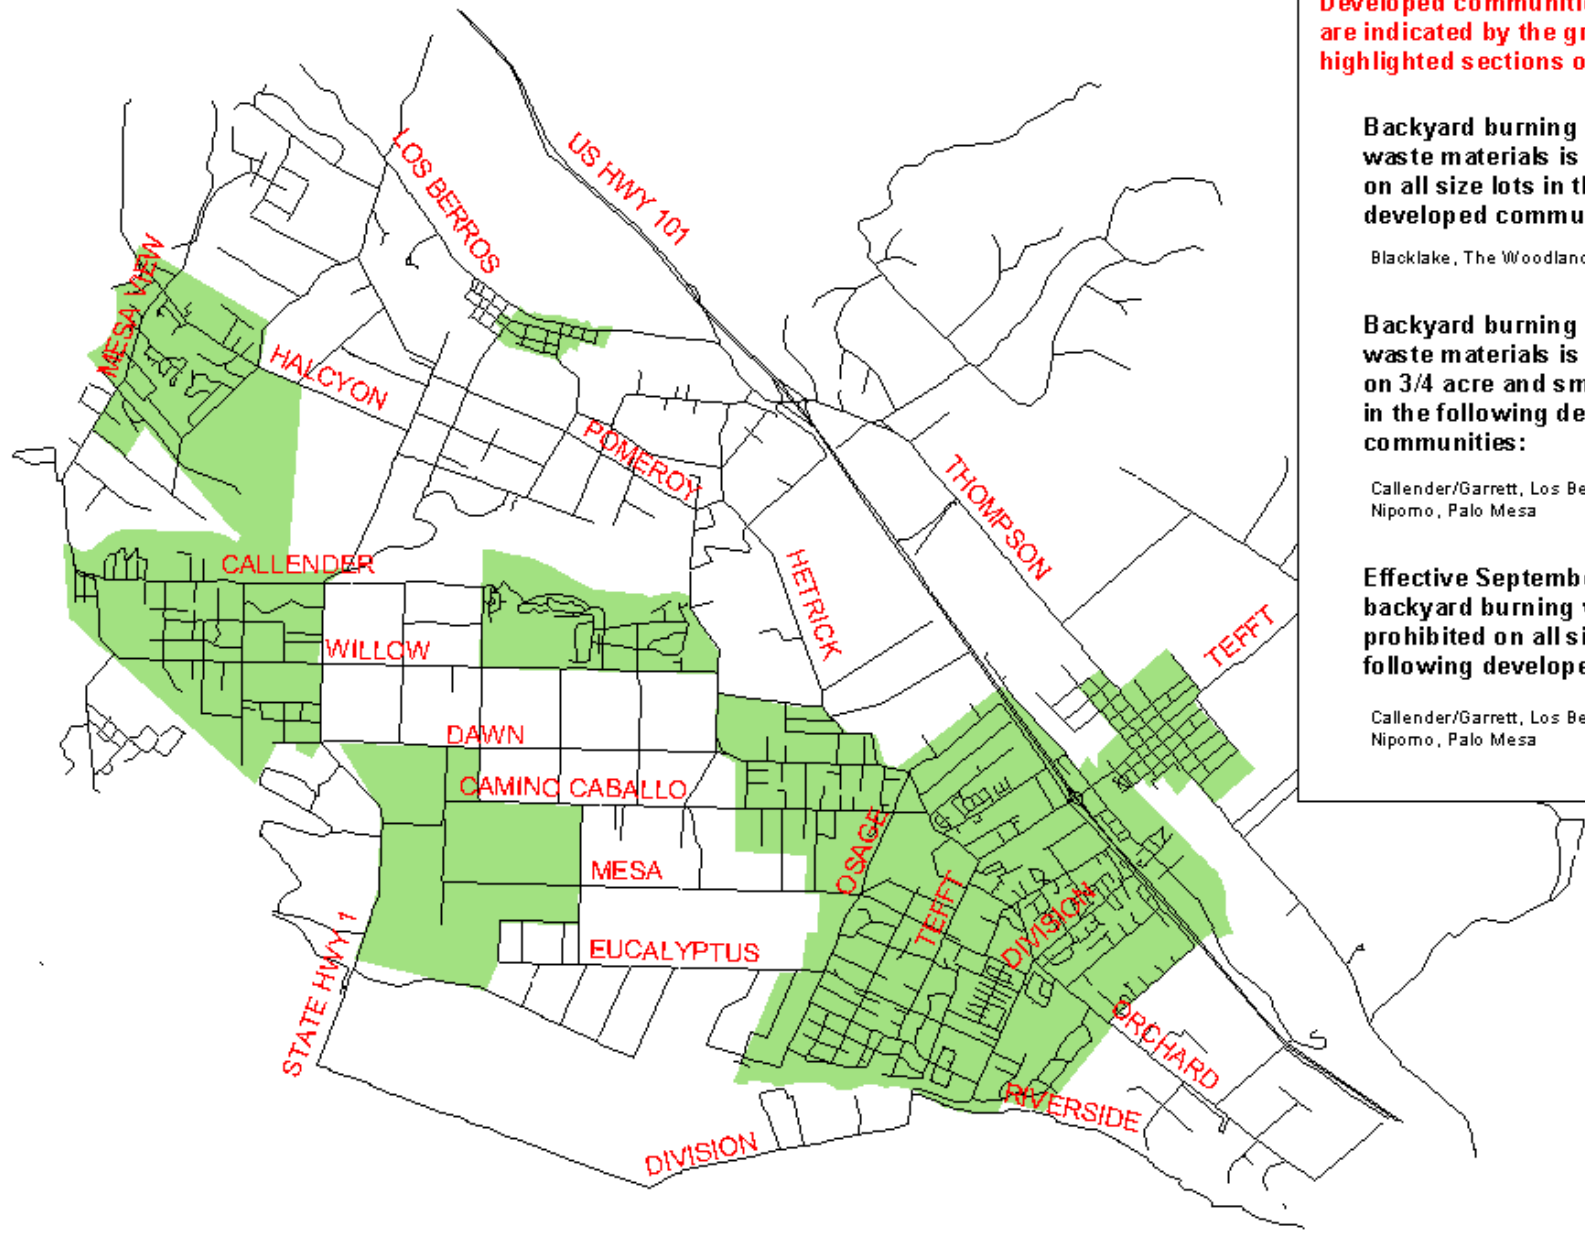 Developed communiti
are indicated by the gr
highlighted sections o
Backyard burning
waste materials is
on all size lots in th
developed commu
Blacklake, The Woodland
Backyard burning
waste materials is
on 3/4 acre and sm
in the following de
communities:
Callender/Garrett, Los Be
Nipomo, Palo Mesa
Effective Septembe
backyard burning w
prohibited on all si
following develope
Callender/Garrett, Los Be
Nipomo, Palo Mesa
LOS BERROS
US HWY 101
MESA VIEW
HALCYON
POMEROY
THOMPSON
CALLENDER
HETRICK
WILLOW
TEFFT
DAWN
CAMINO CABALLO
OSAGE
MESA
TEFFT
DIVISION
EUCALYPTUS
STATE HWY 1
ORCHARD
RIVERSIDE
DIVISION